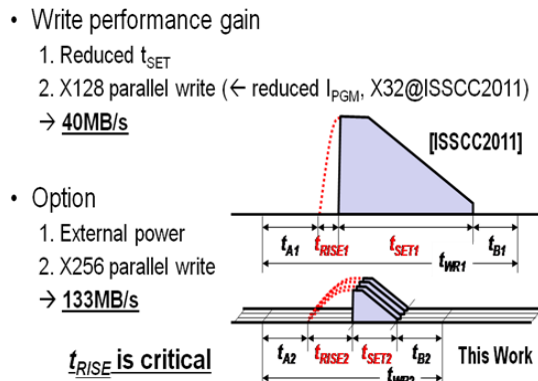 • Write performance gain
1. Reduced tSET
2. X128 parallel write (← reduced IPGM, X32@ISSCC2011)
→ 40MB/s
[ISSCC2011]
tA1 tRISE1 tSET1 tB1
tWR1
• Option
1. External power
2. X256 parallel write
→ 133MB/s
tA2 tRISE2 tSET2 tB2 This Work
tWR2
tRISE is critical